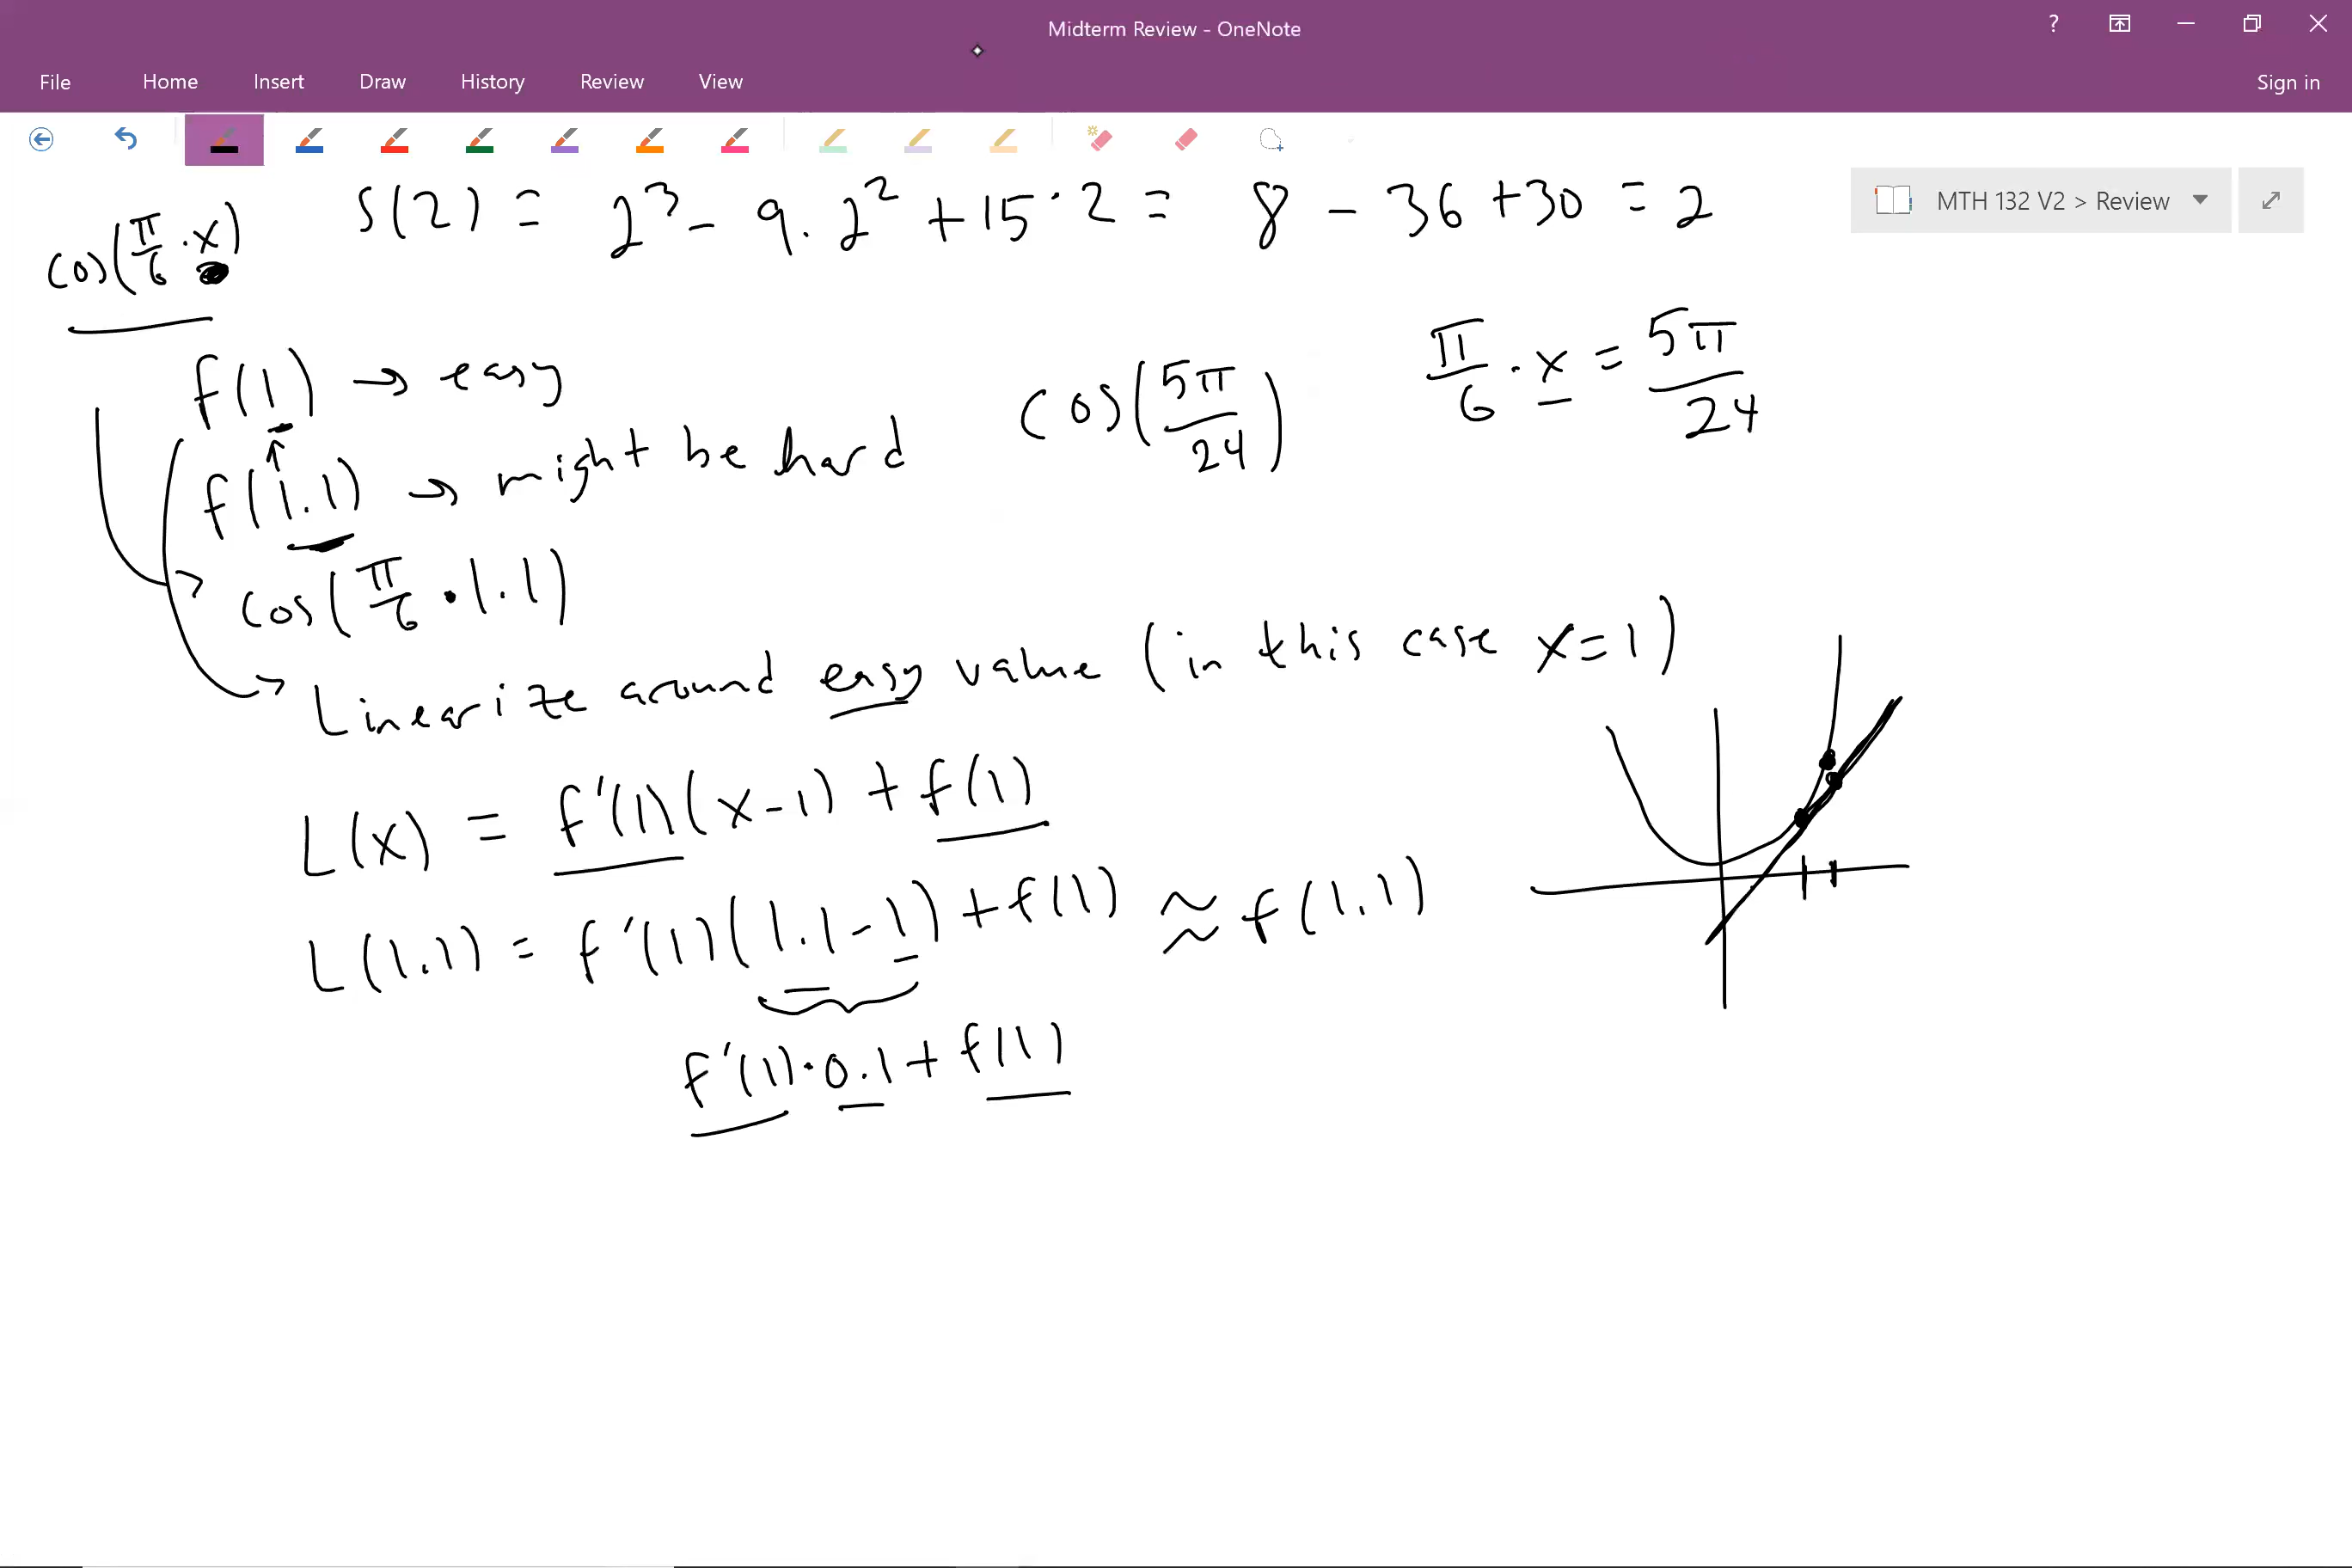 Midterm Review - OneNote
?
File Home Insert Draw History Review View Sign in
MTH 132 V2 > Review
cos(π/6 · x)
s(2) = 2³ - 9 · 2² + 15 · 2 = 8 - 36 + 30 = 2
f(1) → easy
cos(5π/24)
π/6 · x = 5π/24
f(1.1) → might be hard
cos(π/6 · 1.1)
Linearize around easy value (in this case x = 1)
L(x) = f'(1)(x - 1) + f(1)
L(1.1) = f'(1)(1.1 - 1) + f(1) ≈ f(1.1)
f'(1) · 0.1 + f(1)